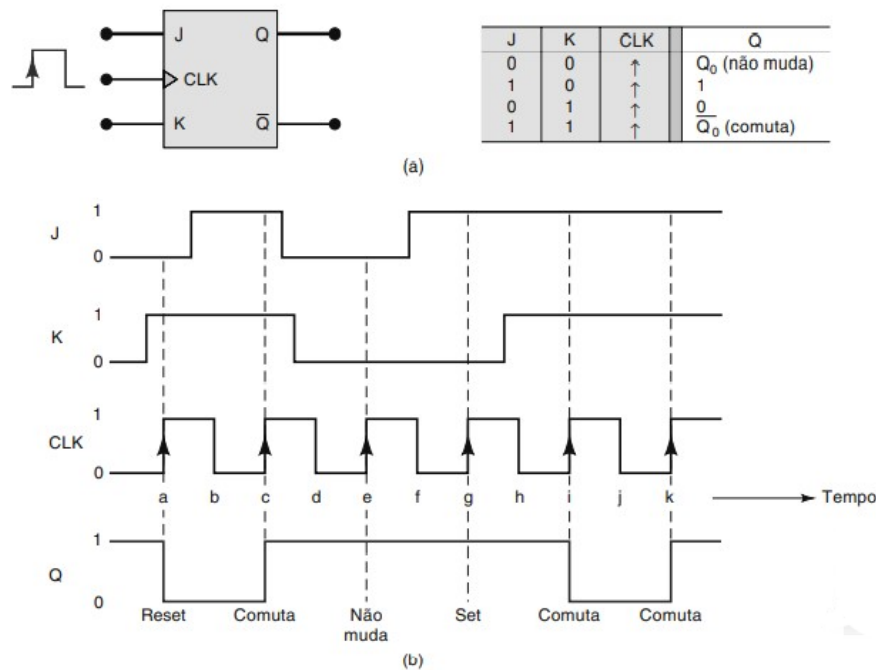 J Q
CLK
K Q̅
J K CLK Q
0 0 ↑ Q₀ (não muda)
1 0 ↑ 1
0 1 ↑ 0
1 1 ↑ Q̅₀ (comuta)
(a)
1
J
0
1
K
0
1
CLK
0
a b c d e f g h i j k Tempo
1
Q
0
Reset Comuta Não muda Set Comuta Comuta
(b)